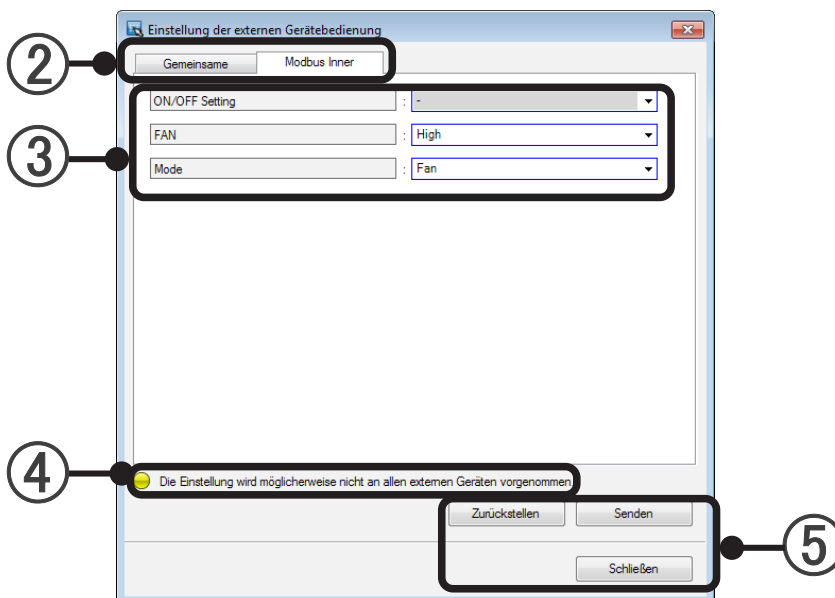 Einstellung der externen Gerätebedienung
② Gemeinsame Modbus Inner
ON/OFF Setting : -
③ FAN : High
Mode : Fan
④ Die Einstellung wird möglicherweise nicht an allen externen Geräten vorgenommen
Zurückstellen Senden
⑤
Schließen